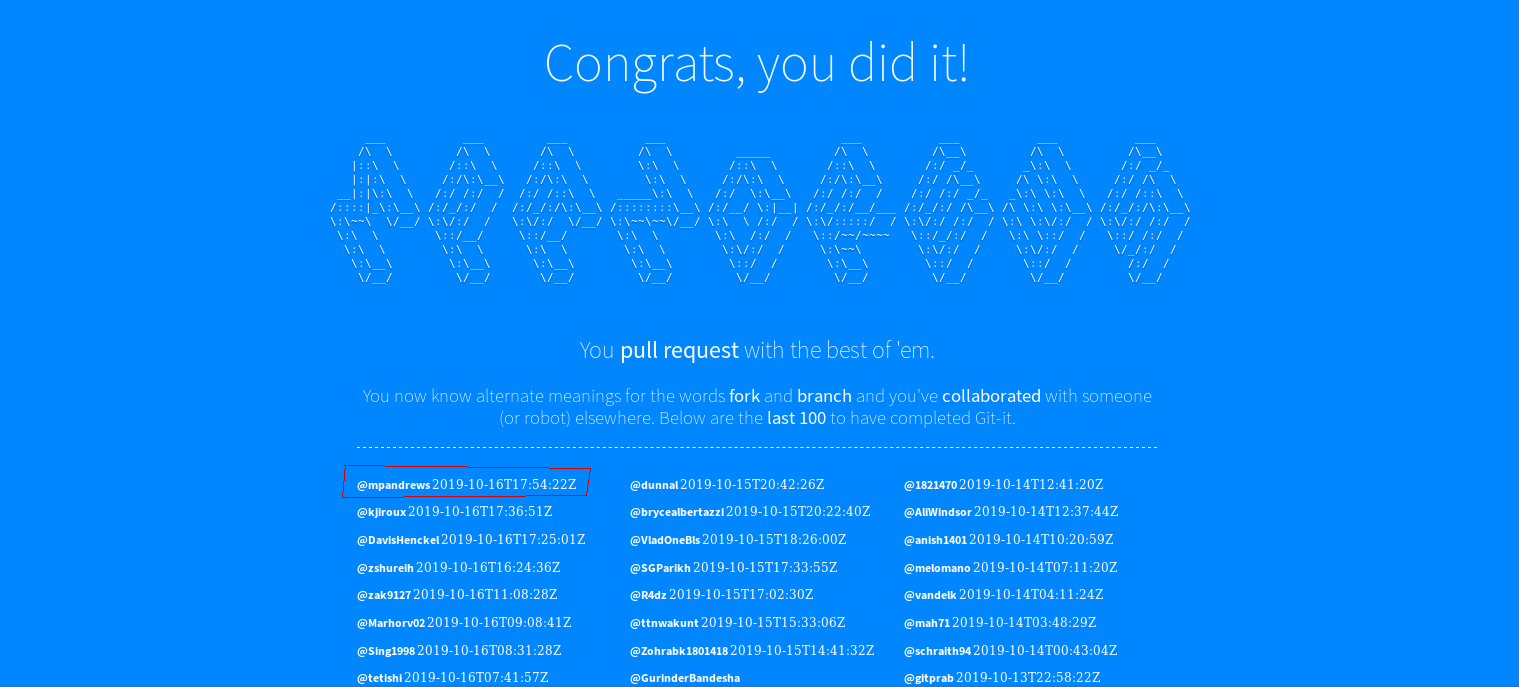 Congrats, you did it!
MPANDREWS
You pull request with the best of 'em.
You now know alternate meanings for the words fork and branch and you've collaborated with someone
(or robot) elsewhere. Below are the last 100 to have completed Git-it.
@mpandrews 2019-10-16T17:54:22Z
@kjiroux 2019-10-16T17:36:51Z
@DavisHenckel 2019-10-16T17:25:01Z
@zshureih 2019-10-16T16:24:36Z
@zak9127 2019-10-16T11:08:28Z
@Marhorv02 2019-10-16T09:08:41Z
@Sing1998 2019-10-16T08:31:28Z
@tetishi 2019-10-16T07:41:57Z
@dunnal 2019-10-15T20:42:26Z
@brycealbertazzi 2019-10-15T20:22:40Z
@VladOneBls 2019-10-15T18:26:00Z
@SGParikh 2019-10-15T17:33:55Z
@R4dz 2019-10-15T17:02:30Z
@ttnwakunt 2019-10-15T15:33:06Z
@Zohrabk1801418 2019-10-15T14:41:32Z
@GurinderBandesha
@1821470 2019-10-14T12:41:20Z
@AliWindsor 2019-10-14T12:37:44Z
@anish1401 2019-10-14T10:20:59Z
@melomano 2019-10-14T07:11:20Z
@vandelk 2019-10-14T04:11:24Z
@mah71 2019-10-14T03:48:29Z
@schraith94 2019-10-14T00:43:04Z
@gitprab 2019-10-13T22:58:22Z